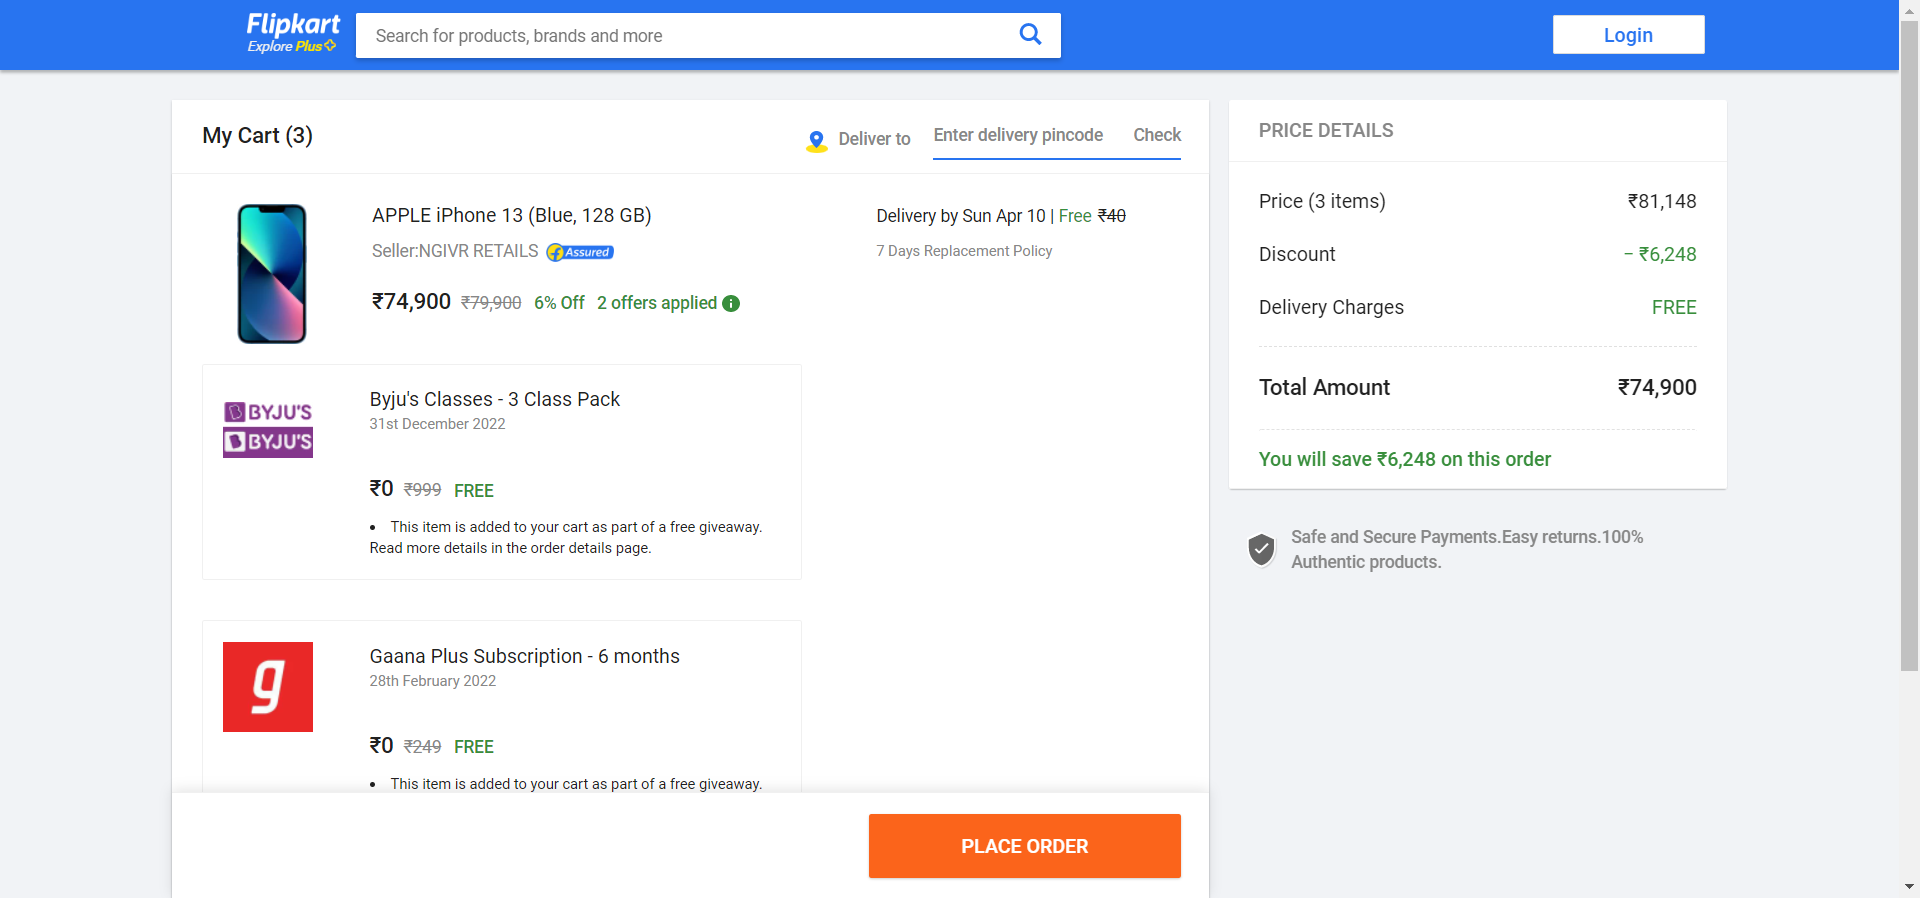 Flipkart
Explore Plus
Search for products, brands and more
Login
My Cart (3)
Deliver to
Enter delivery pincode
Check
APPLE iPhone 13 (Blue, 128 GB)
Seller:NGIVR RETAILS
f Assured
₹74,900 ₹79,900 6% Off 2 offers applied
Delivery by Sun Apr 10 | Free ₹40
7 Days Replacement Policy
BYJU'S
BYJU'S
Byju's Classes - 3 Class Pack
31st December 2022
₹0 ₹999 FREE
• This item is added to your cart as part of a free giveaway.
Read more details in the order details page.
g
Gaana Plus Subscription - 6 months
28th February 2022
₹0 ₹249 FREE
• This item is added to your cart as part of a free giveaway.
PLACE ORDER
PRICE DETAILS
Price (3 items) ₹81,148
Discount − ₹6,248
Delivery Charges FREE
Total Amount ₹74,900
You will save ₹6,248 on this order
Safe and Secure Payments.Easy returns.100%
Authentic products.